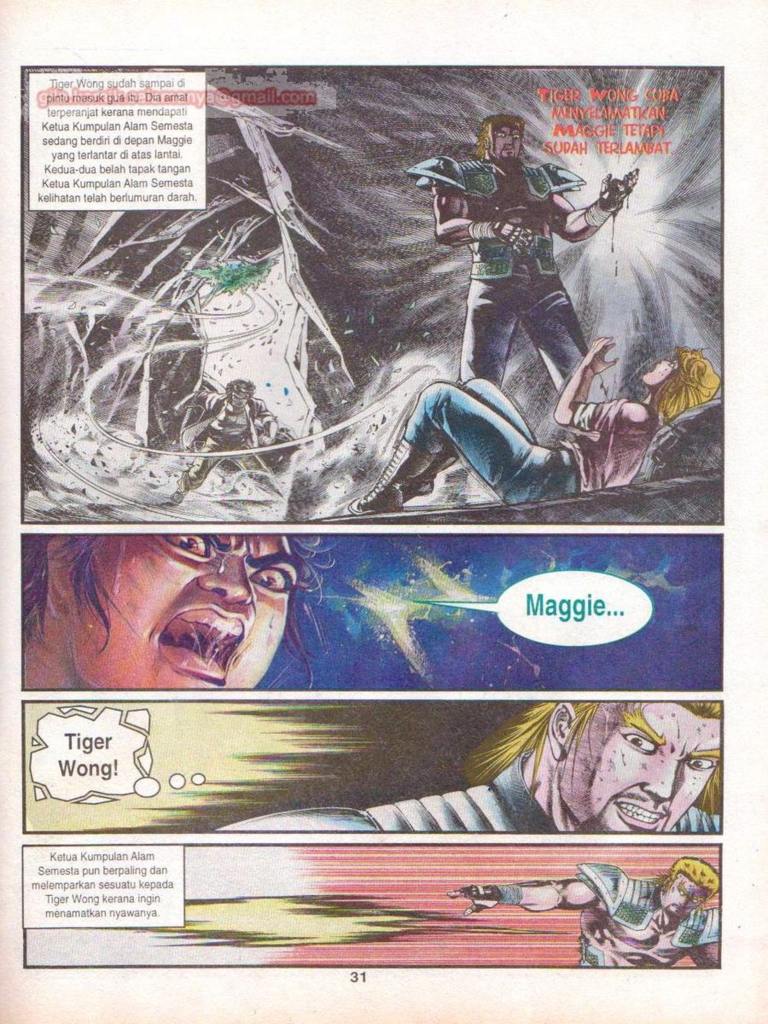 Tiger Wong sudah sampai di
pintu masuk gua itu. Dia amat
terperanjat kerana mendapati
Ketua Kumpulan Alam Semesta
sedang berdiri di depan Maggie
yang terlantar di atas lantai.
Kedua-dua belah tapak tangan
Ketua Kumpulan Alam Semesta
kelihatan telah berlumuran darah.
TIGER WONG CUBA
MENYELAMATKAN
MAGGIE TETAPI
SUDAH TERLAMBAT.
Maggie...
Tiger
Wong!
Ketua Kumpulan Alam
Semesta pun berpaling dan
melemparkan sesuatu kepada
Tiger Wong kerana ingin
menamatkan nyawanya.
31